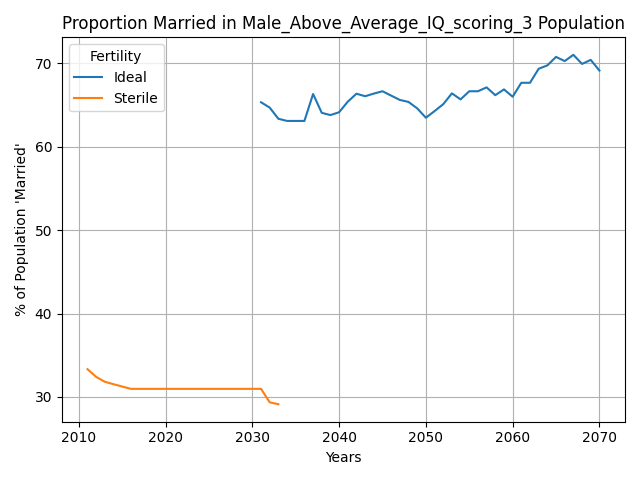 Proportion Married in Male_Above_Average_IQ_scoring_3 Population
Fertility
Ideal
Sterile
% of Population 'Married'
70
60
50
40
30
2010 2020 2030 2040 2050 2060 2070
Years